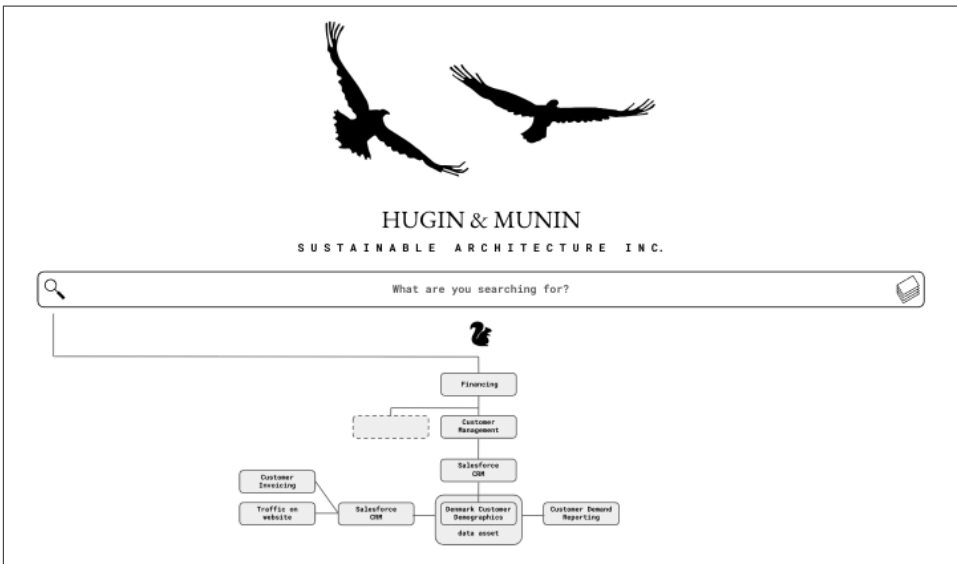 HUGIN & MUNIN
SUSTAINABLE ARCHITECTURE INC.
What are you searching for?
Financing
Customer
Management
Salesforce
CRM
Customer
Invoicing
Traffic on
website
Salesforce
CRM
Denmark Customer
Demographics
data asset
Customer Demand
Reporting